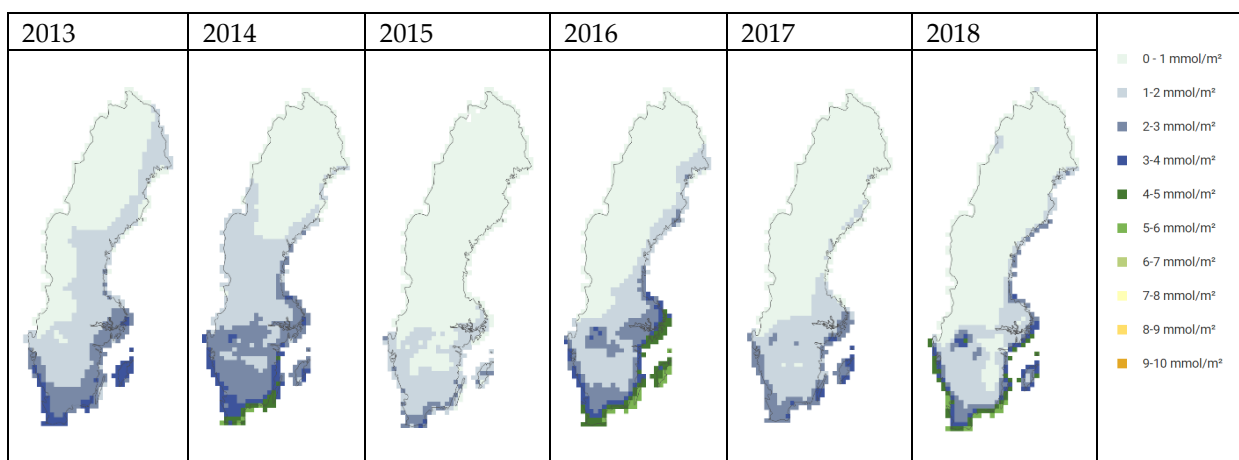 2013 2014 2015 2016 2017 2018
0 - 1 mmol/m²
1-2 mmol/m²
2-3 mmol/m²
3-4 mmol/m²
4-5 mmol/m²
5-6 mmol/m²
6-7 mmol/m²
7-8 mmol/m²
8-9 mmol/m²
9-10 mmol/m²